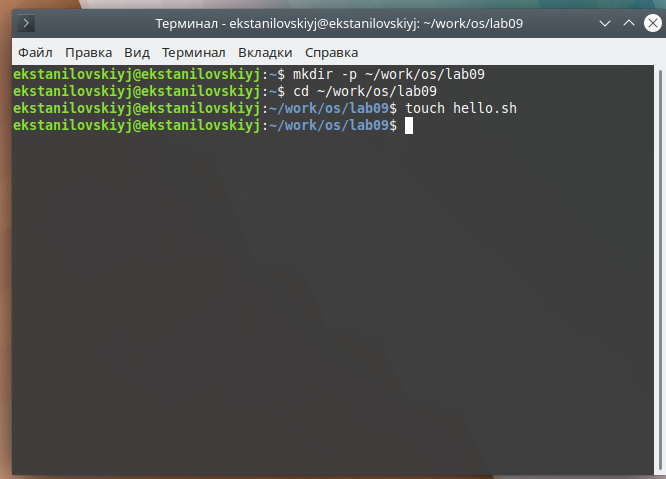 Терминал - ekstanilovskiyj@ekstanilovskiyj: ~/work/os/lab09
Файл Правка Вид Терминал Вкладки Справка
ekstanilovskiyj@ekstanilovskiyj:~$ mkdir -p ~/work/os/lab09
ekstanilovskiyj@ekstanilovskiyj:~$ cd ~/work/os/lab09
ekstanilovskiyj@ekstanilovskiyj:~/work/os/lab09$ touch hello.sh
ekstanilovskiyj@ekstanilovskiyj:~/work/os/lab09$